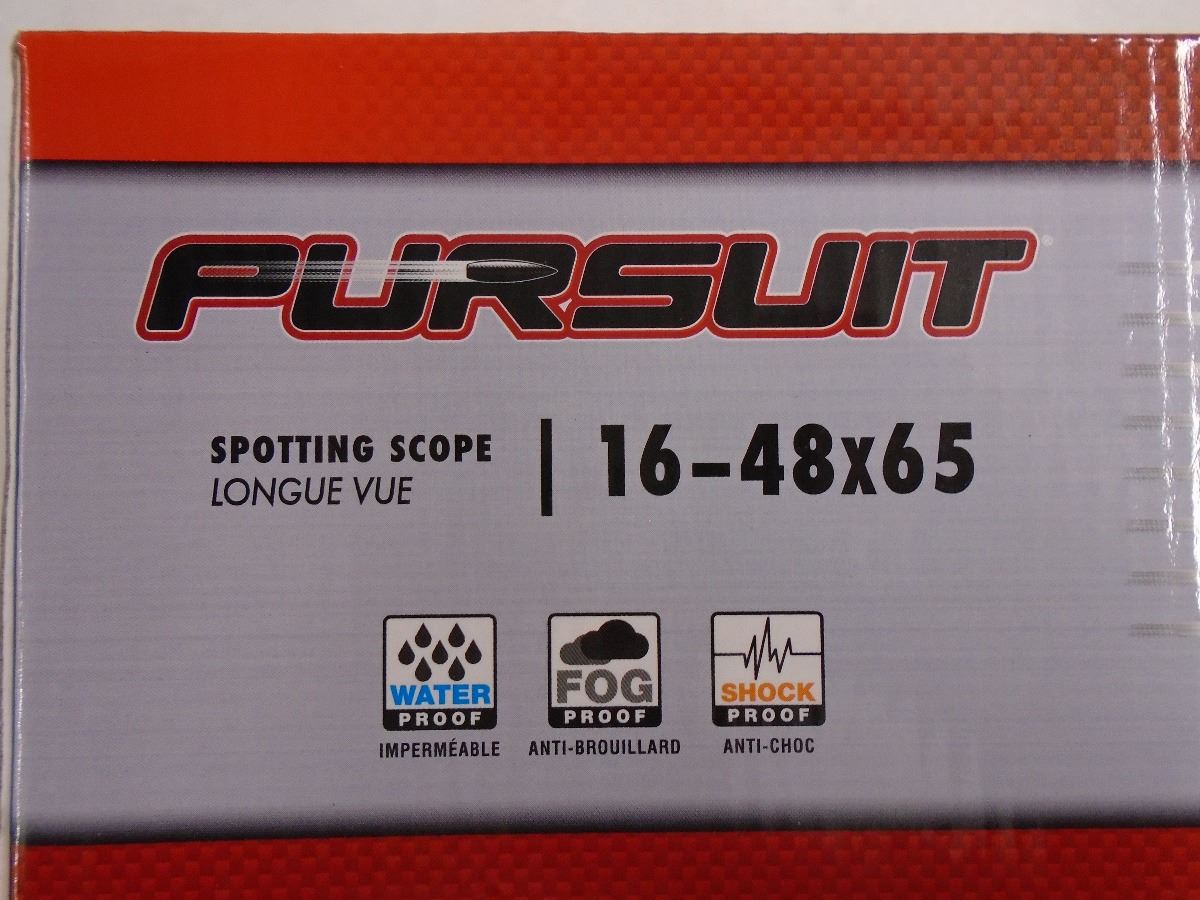 PURSUIT®
SPOTTING SCOPE
LONGUE VUE
16-48x65
WATER
PROOF
IMPERMÉABLE
FOG
PROOF
ANTI-BROUILLARD
SHOCK
PROOF
ANTI-CHOC